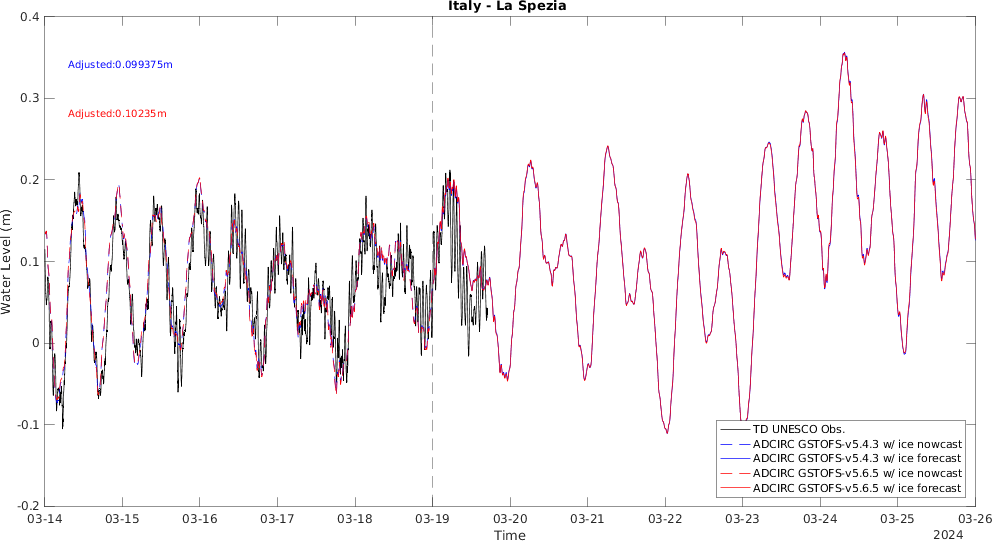 Italy - La Spezia
0.4
Adjusted:0.099375m
0.3
Adjusted:0.10235m
0.2
Water Level (m)
0.1
0
-0.1
TD UNESCO Obs.
ADCIRC GSTOFS-v5.4.3 w/ ice nowcast
ADCIRC GSTOFS-v5.4.3 w/ ice forecast
ADCIRC GSTOFS-v5.6.5 w/ ice nowcast
ADCIRC GSTOFS-v5.6.5 w/ ice forecast
-0.2
03-14 03-15 03-16 03-17 03-18 03-19 03-20 03-21 03-22 03-23 03-24 03-25 03-26
Time
2024